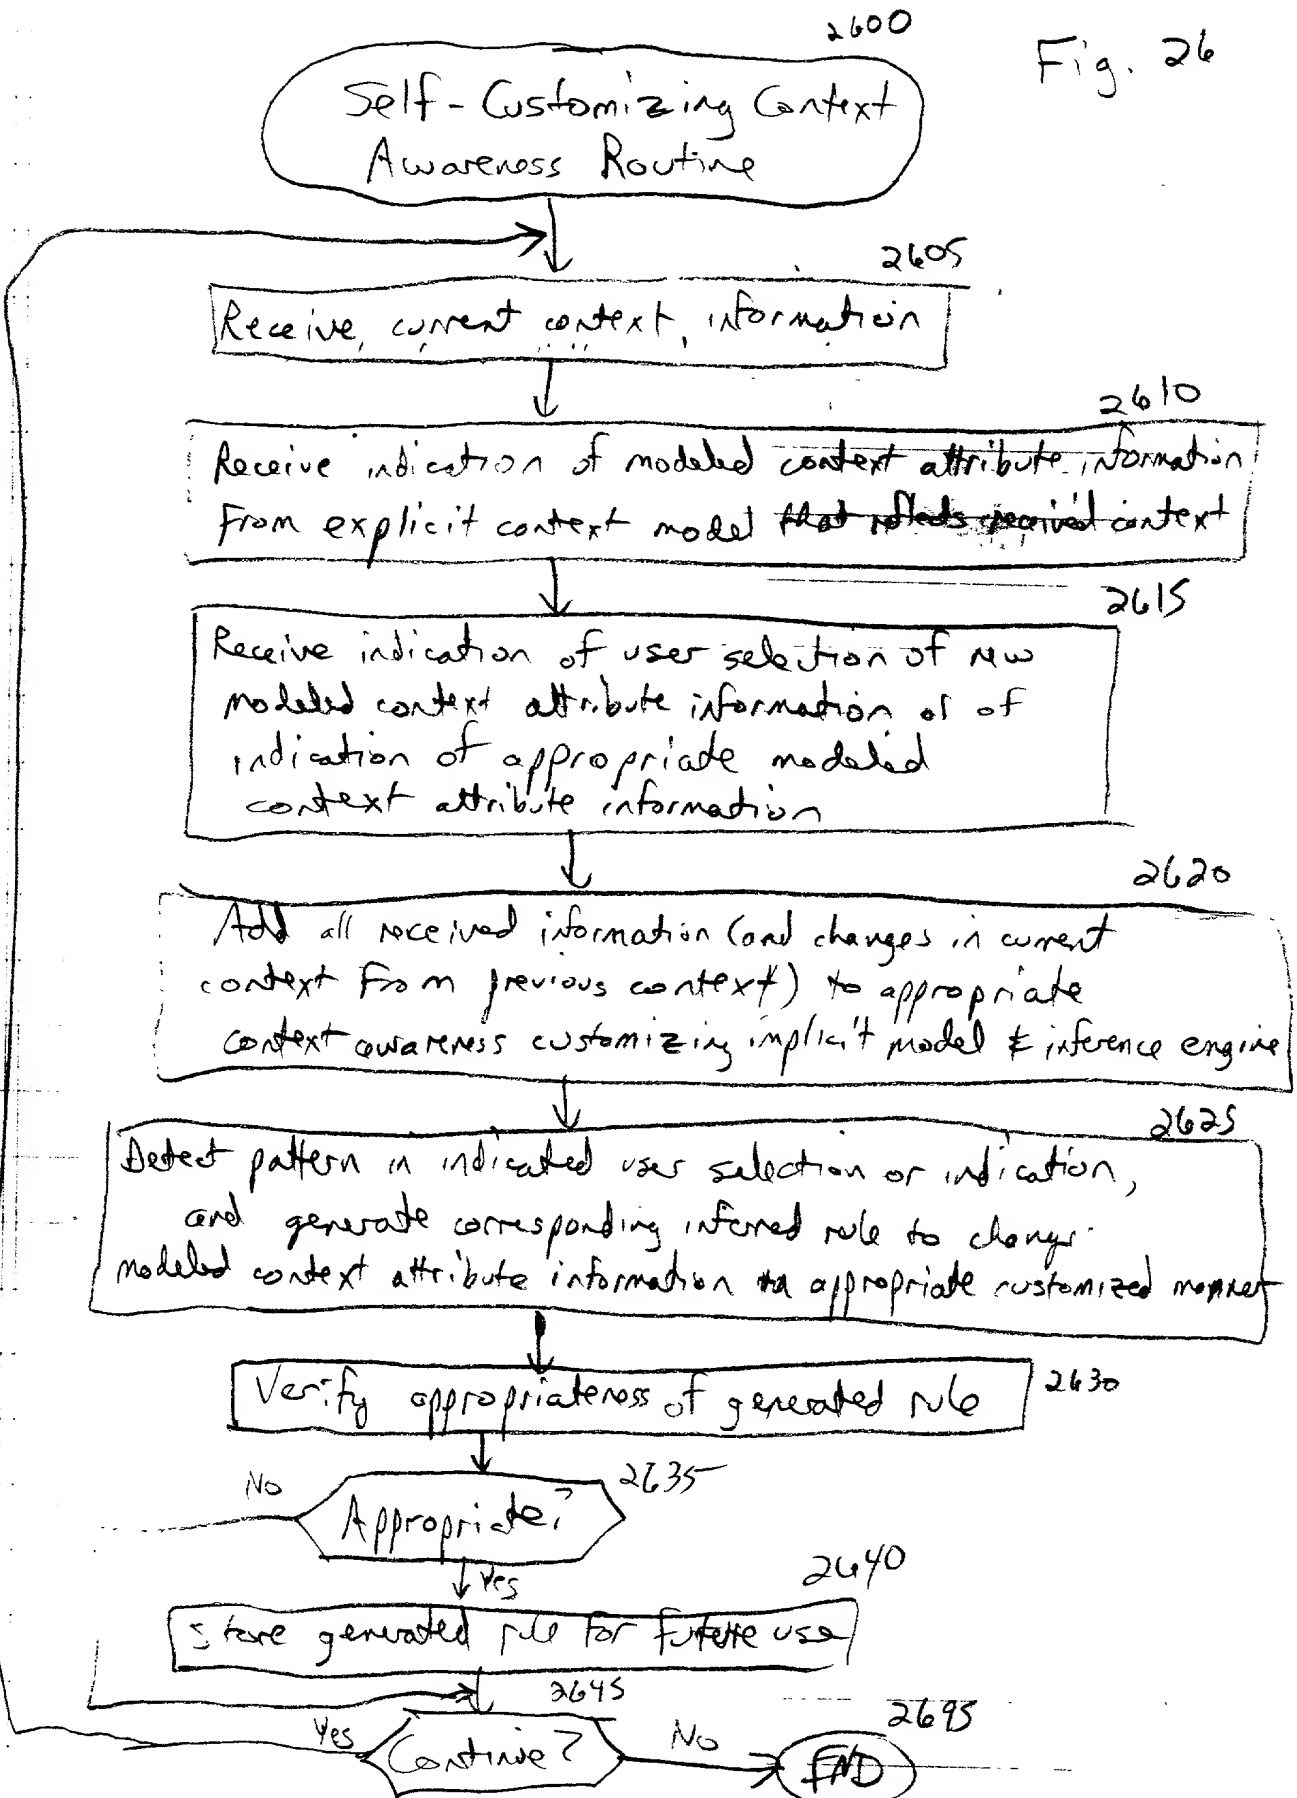 2600
Fig. 26
Self-Customizing Context
Awareness Routine
2605
Receive current context information
2610
Receive indication of modeled context attribute information
from explicit context model that reflects received context
2615
Receive indication of user selection of new
modeled context attribute information or of
indication of appropriate modeled
context attribute information
2620
Add all received information (and changes in current
context from previous context) to appropriate
context awareness customizing implicit model & inference engine
2625
Detect pattern in indicated user selection or indication,
and generate corresponding inferred rule to change
modeled context attribute information in appropriate customized manner
Verify appropriateness of generated rule
2630
No
2635
Appropriate?
Yes
2640
Store generated rule for future use
2645
2695
Yes
Continue?
No
END